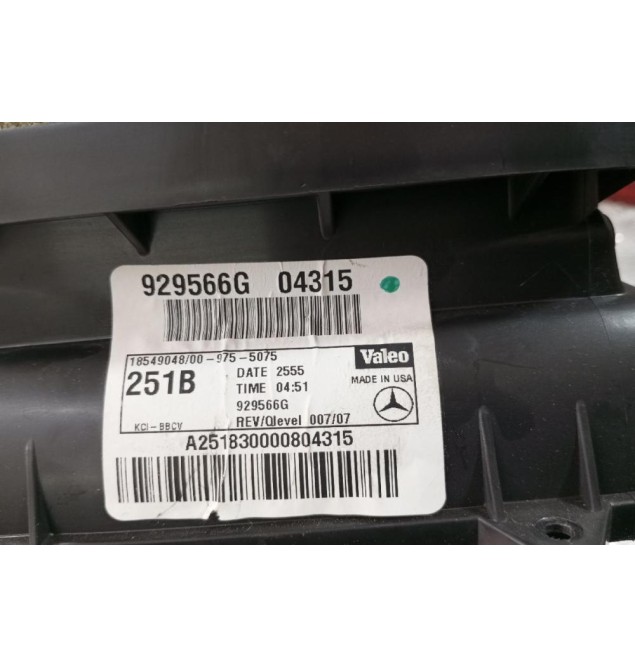 929566G 04315
18549048/00-975-5075
Valeo
251B
DATE 2555
MADE IN USA
TIME 04:51
929566G
KCI-BBCV
REV/Qlevel 007/07
A251830000804315